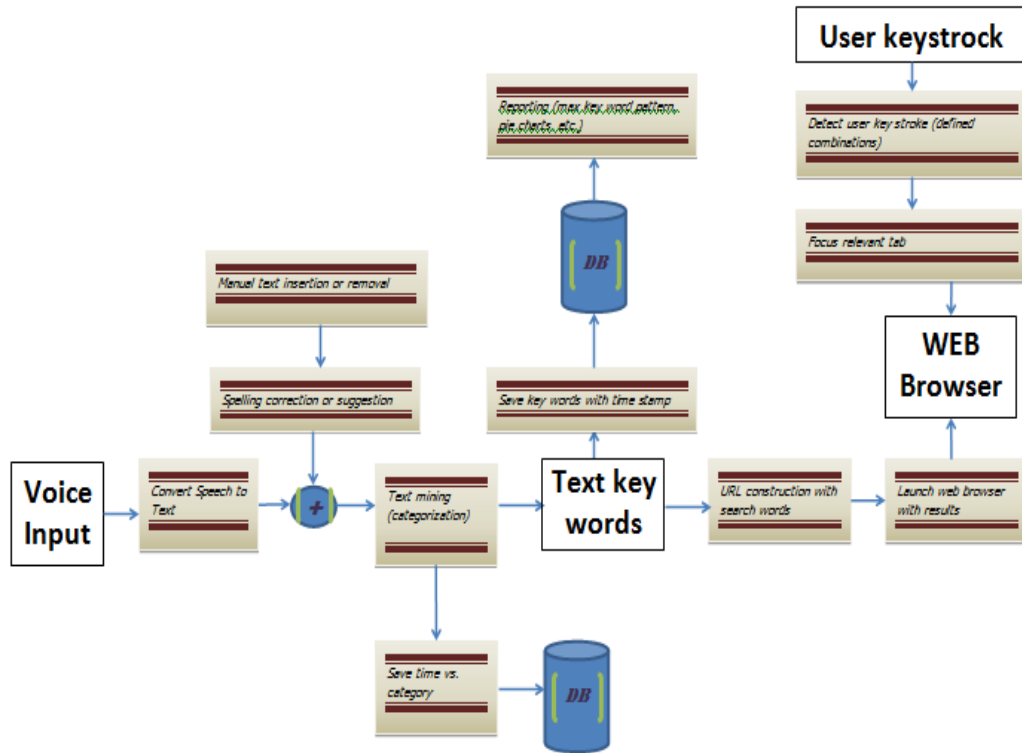 User keystrock
Reporting (max key word pattern,
pie charts, etc.)
Detect user key stroke (defined
combinations)
DB
Focus relevant tab
Manual text insertion or removal
WEB
Browser
Spelling correction or suggestion
Save key words with time stamp
Voice
Input
Convert Speech to
Text
+
Text mining
(categorization)
Text key
words
URL construction with
search words
Launch web browser
with results
Save time vs.
category
DB